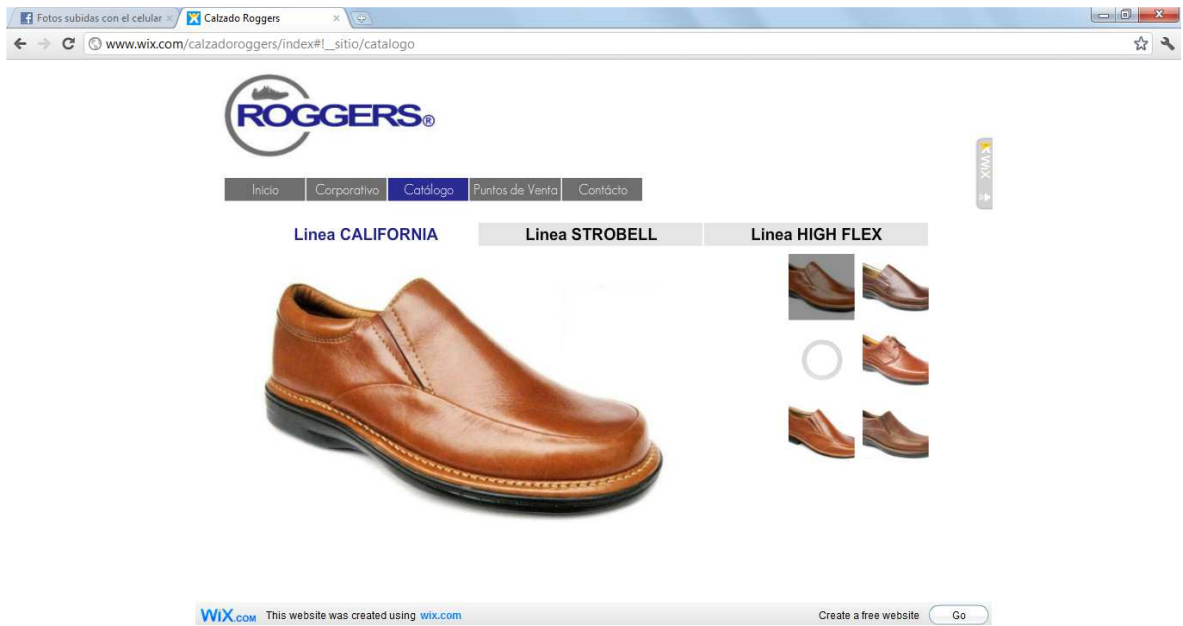 Fotos subidas con el celular
Calzado Roggers
www.wix.com/calzadoroggers/index#!__sitio/catalogo
ROGGERS®
WiX
Inicio Corporativo Catálogo Puntos de Venta Contácto
Linea CALIFORNIA Linea STROBELL Linea HIGH FLEX
WiX.COM This website was created using wix.com Create a free website Go